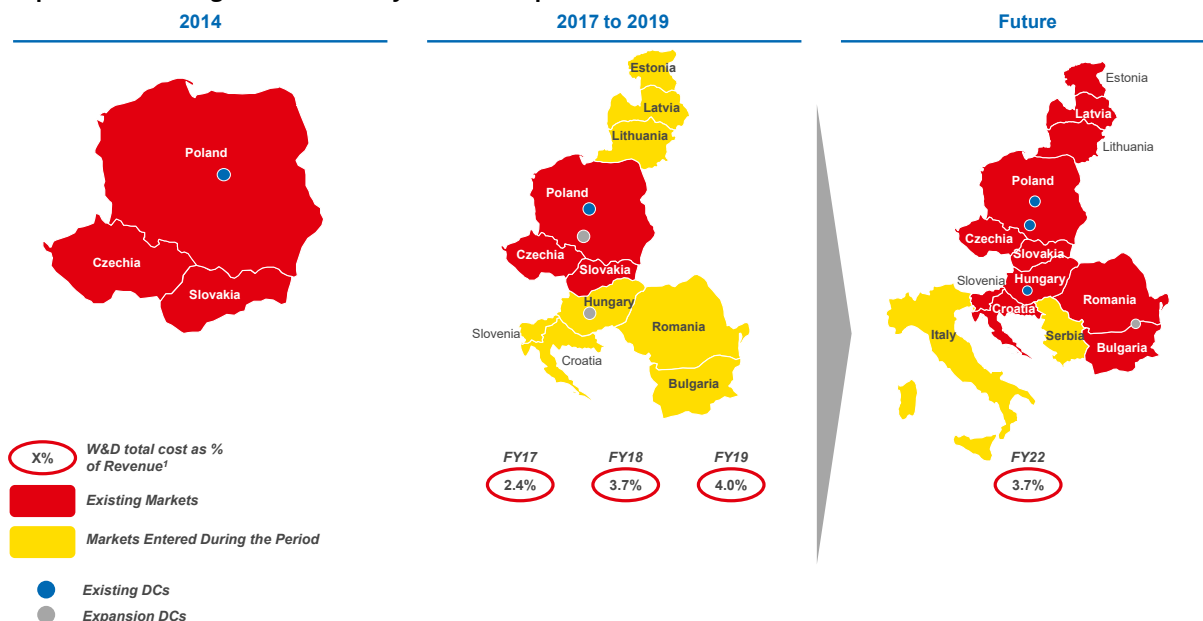 2014
2017 to 2019
Future
Poland
Czechia
Slovakia
Estonia
Latvia
Lithuania
Poland
Czechia
Slovakia
Hungary
Slovenia
Croatia
Romania
Bulgaria
Estonia
Latvia
Lithuania
Poland
Czechia
Slovakia
Slovenia
Hungary
Croatia
Romania
Italy
Serbia
Bulgaria
X%
W&D total cost as %
of Revenue¹
Existing Markets
Markets Entered During the Period
Existing DCs
Expansion DCs
FY17
2.4%
FY18
3.7%
FY19
4.0%
FY22
3.7%